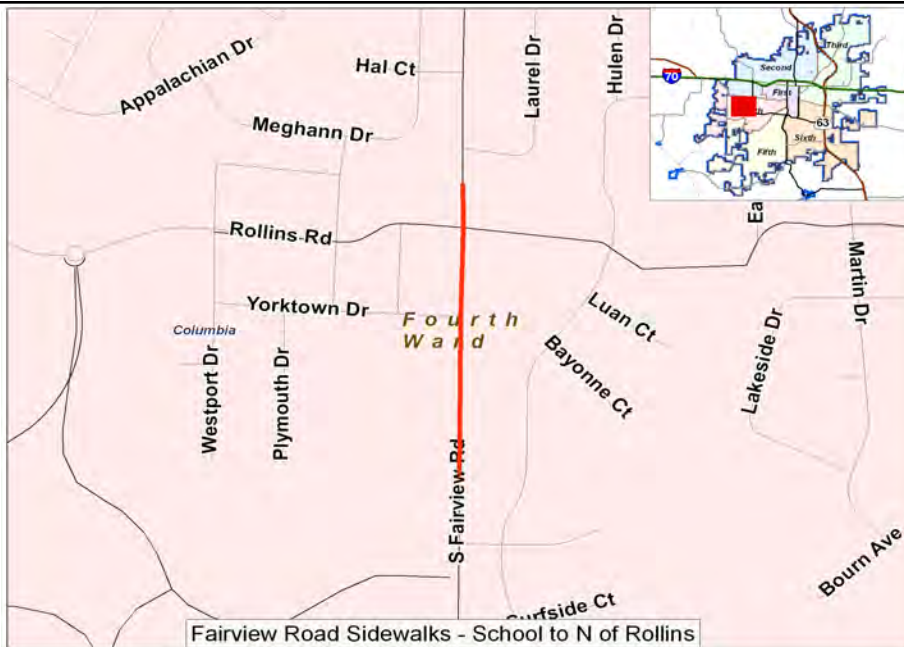 Appalachian Dr
Hal Ct
Laurel Dr
Hulen Dr
Meghann Dr
Third
Second
70
First
63
Sixth
Fifth
Rollins Rd
Martin Dr
Yorktown Dr
Fourth
Ward
Columbia
Luan Ct
Bayonne Ct
Lakeside Dr
Westport Dr
Plymouth Dr
S Fairview Rd
Bourn Ave
Fairview Road Sidewalks - School to N of Rollins